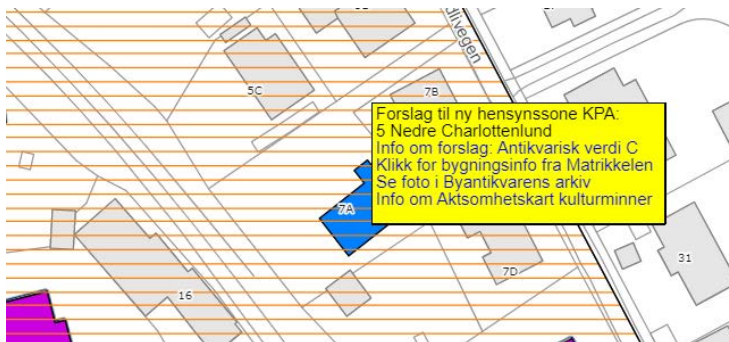 divegen
5C
7B
Forslag til ny hensynssone KPA:
5 Nedre Charlottenlund
Info om forslag: Antikvarisk verdi C
Klikk for bygningsinfo fra Matrikkelen
Se foto i Byantikvarens arkiv
Info om Aktsomhetskart kulturminner
7A
31
7D
16